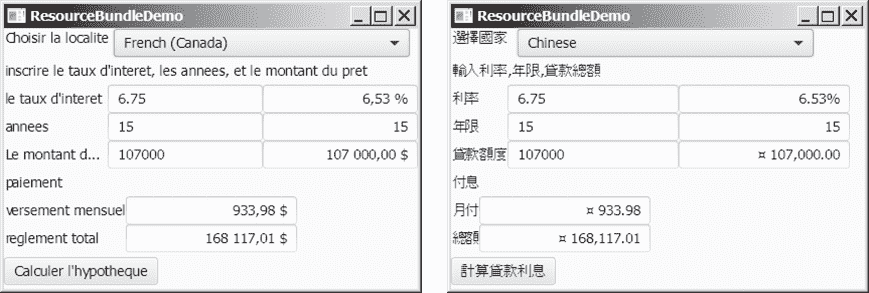 ResourceBundleDemo
Choisir la localite French (Canada)
inscrire le taux d'interet, les annees, et le montant du pret
le taux d'interet 6.75 6,53 %
annees 15 15
Le montant d... 107000 107 000,00 $
paiement
versement mensuel 933,98 $
reglement total 168 117,01 $
Calculer l'hypotheque
ResourceBundleDemo
選擇國家 Chinese
輸入利率,年限,貸款總額
利率 6.75 6.53%
年限 15 15
貸款額度 107000 ¤ 107,000.00
付息
月付 ¤ 933.98
總額 ¤ 168,117.01
計算貸款利息